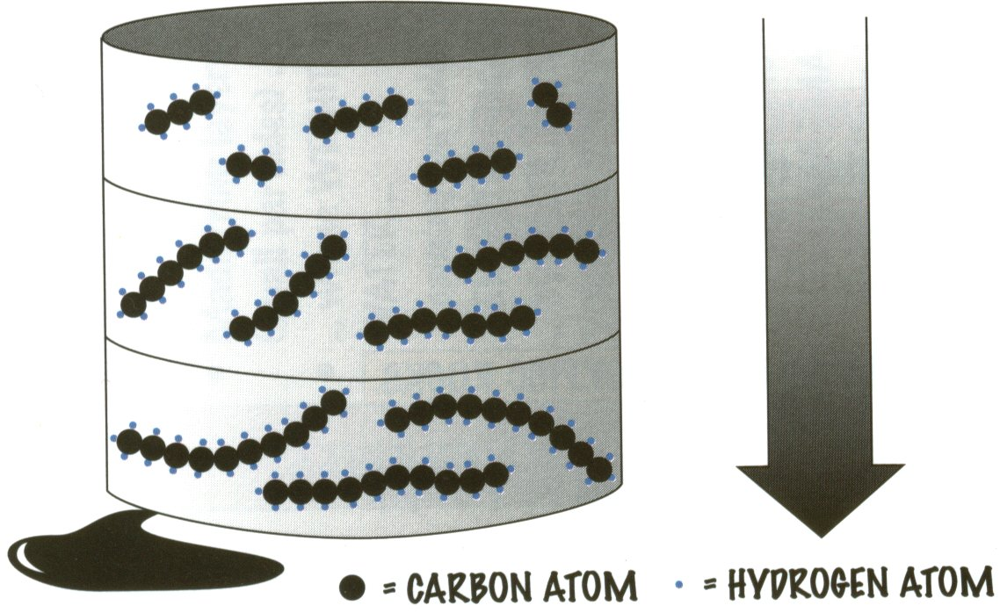 = CARBON ATOM = HYDROGEN ATOM